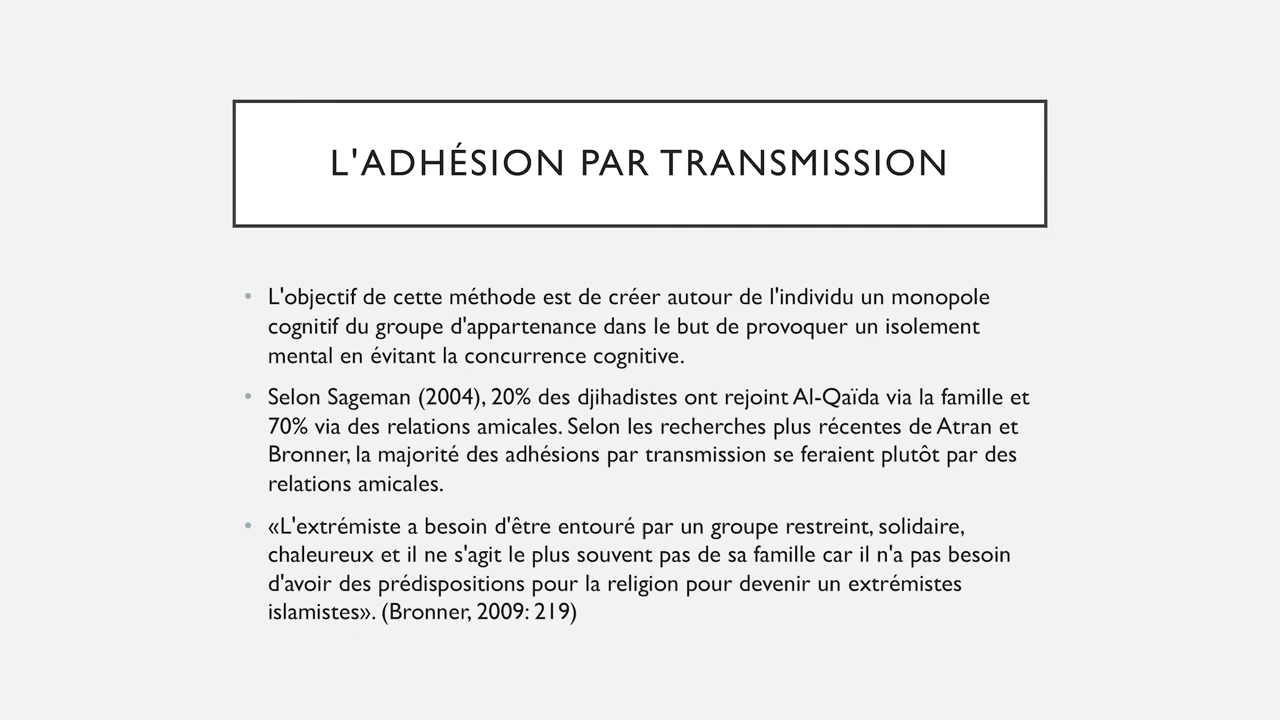 L'ADHÉSION PAR TRANSMISSION
• L'objectif de cette méthode est de créer autour de l'individu un monopole
cognitif du groupe d'appartenance dans le but de provoquer un isolement
mental en évitant la concurrence cognitive.
• Selon Sageman (2004), 20% des djihadistes ont rejoint Al-Qaïda via la famille et
70% via des relations amicales. Selon les recherches plus récentes de Atran et
Bronner, la majorité des adhésions par transmission se feraient plutôt par des
relations amicales.
• «L'extrémiste a besoin d'être entouré par un groupe restreint, solidaire,
chaleureux et il ne s'agit le plus souvent pas de sa famille car il n'a pas besoin
d'avoir des prédispositions pour la religion pour devenir un extrémistes
islamistes». (Bronner, 2009: 219)